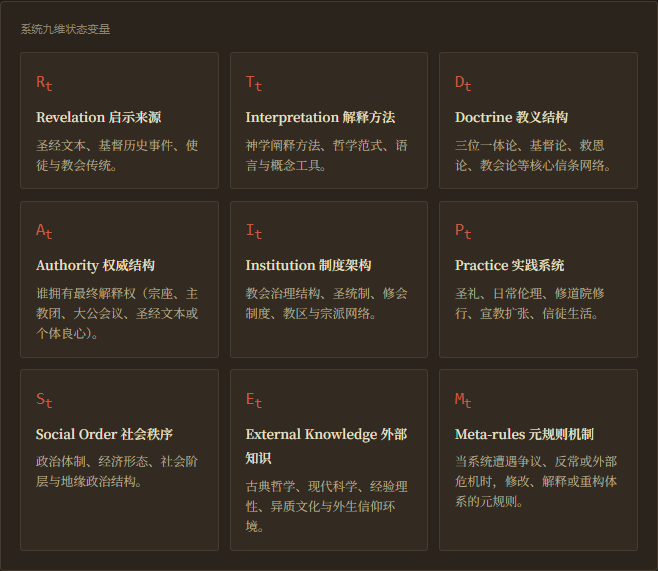 系统九维状态变量
Rt
Revelation 启示来源
圣经文本、基督历史事件、使
徒与教会传统。
Tt
Interpretation 解释方法
神学阐释方法、哲学范式、语
言与概念工具。
Dt
Doctrine 教义结构
三位一体论、基督论、救恩
论、教会论等核心信条网络。
At
Authority 权威结构
谁拥有最终解释权（宗座、主
教团、大公会议、圣经文本或
个体良心）。
It
Institution 制度架构
教会治理结构、圣统制、修会
制度、教区与宗派网络。
Pt
Practice 实践系统
圣礼、日常伦理、修道院修
行、宣教扩张、信徒生活。
St
Social Order 社会秩序
政治体制、经济形态、社会阶
层与地缘政治结构。
Et
External Knowledge 外部
知识
古典哲学、现代科学、经验理
性、异质文化与外生信仰环
境。
Mt
Meta-rules 元规则机制
当系统遭遇争议、反常或外部
危机时，修改、解释或重构体
系的元规则。